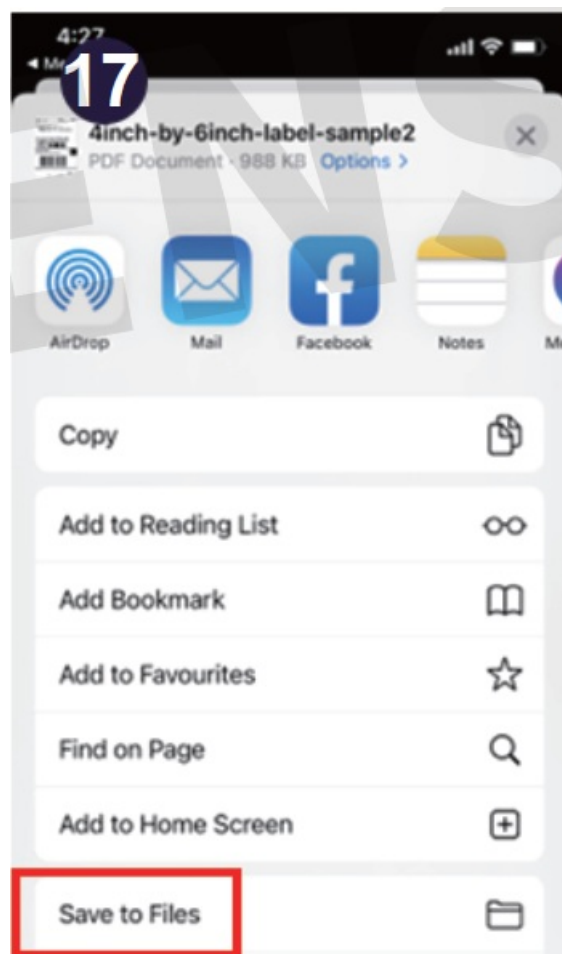 4:27
17
4inch-by-6inch-label-sample2
PDF Document · 988 KB Options >
AirDrop
Mail
Facebook
Notes
Copy
Add to Reading List
Add Bookmark
Add to Favourites
Find on Page
Add to Home Screen
Save to Files
ENS